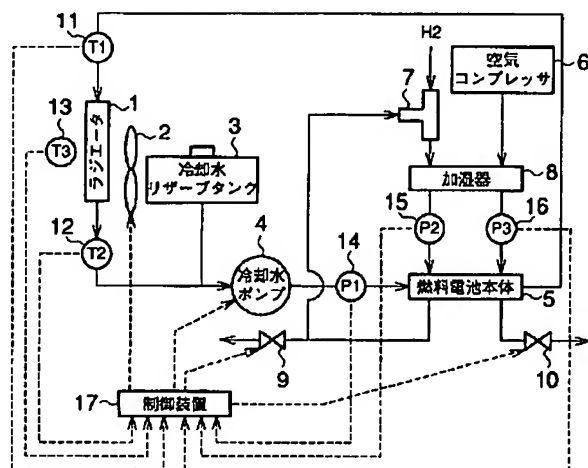 11
T1
H2
空気
コンプレッサ
6
7
13
1
2
T3
ラジエータ
3
冷却水
リザーブタンク
加湿器
8
15
16
12
T2
4
冷却水
ポンプ
14
P1
P2
P3
燃料電池本体
5
9
10
17
制御装置